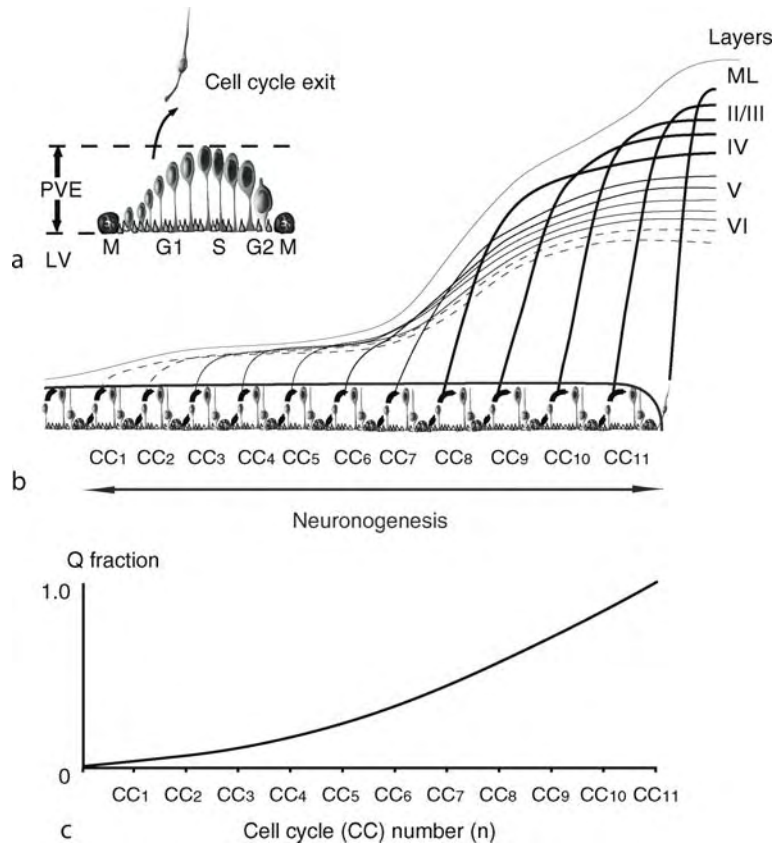 Layers
ML
II/III
IV
V
VI
Cell cycle exit
PVE
M G1 S G2 M
a LV
CC1 CC2 CC3 CC4 CC5 CC6 CC7 CC8 CC9 CC10 CC11
b
Neuronogenesis
Q fraction
1.0
0
CC1 CC2 CC3 CC4 CC5 CC6 CC7 CC8 CC9 CC10 CC11
c Cell cycle (CC) number (n)